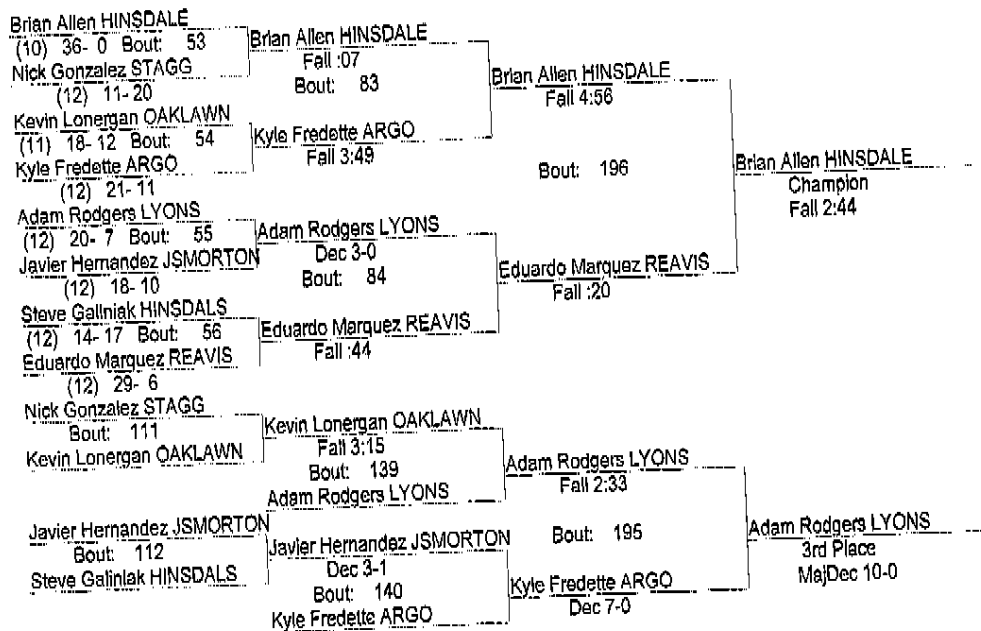 Brian Allen HINSDALE
(10) 36- 0 Bout: 53
Nick Gonzalez STAGG
(12) 11- 20
Kevin Lonergan OAKLAWN
(11) 18- 12 Bout: 54
Kyle Fredette ARGO
(12) 21- 11
Adam Rodgers LYONS
(12) 20- 7 Bout: 55
Javier Hernandez JSMORTON
(12) 18- 10
Steve Galiniak HINSDALS
(12) 14- 17 Bout: 56
Eduardo Marquez REAVIS
(12) 29- 6
Nick Gonzalez STAGG
Bout: 111
Kevin Lonergan OAKLAWN
Javier Hernandez JSMORTON
Bout: 112
Steve Galiniak HINSDALS
Brian Allen HINSDALE
Fall :07
Bout: 83
Kyle Fredette ARGO
Fall 3:49
Adam Rodgers LYONS
Dec 3-0
Bout: 84
Eduardo Marquez REAVIS
Fall :44
Kevin Lonergan OAKLAWN
Fall 3:15
Bout: 139
Adam Rodgers LYONS
Javier Hernandez JSMORTON
Dec 3-1
Bout: 140
Kyle Fredette ARGO
Brian Allen HINSDALE
Fall 4:56
Bout: 196
Eduardo Marquez REAVIS
Fall :20
Adam Rodgers LYONS
Fall 2:33
Bout: 195
Kyle Fredette ARGO
Dec 7-0
Brian Allen HINSDALE
Champion
Fall 2:44
Adam Rodgers LYONS
3rd Place
MajDec 10-0